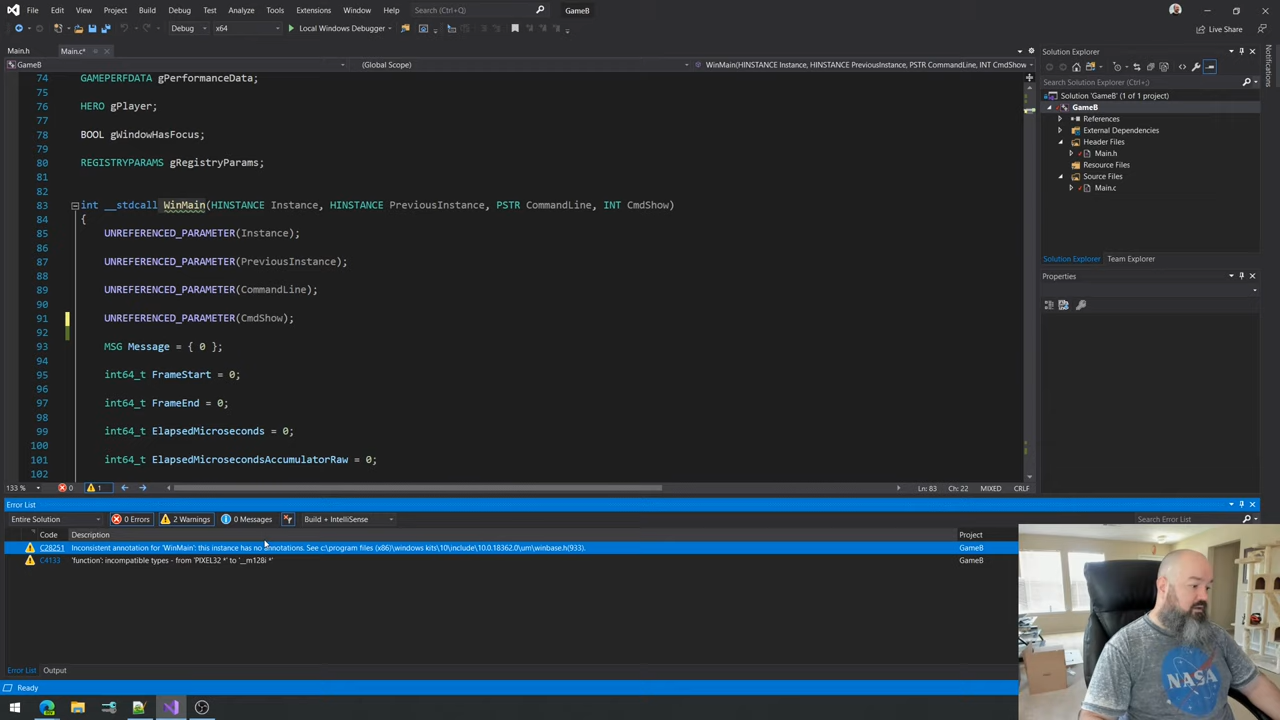 File Edit View Project Build Debug Test Analyze Tools Extensions Window Help Search (Ctrl+Q) GameB
Debug x64 Local Windows Debugger Live Share
Main.h Main.c*
GameB (Global Scope) WinMain(HINSTANCE Instance, HINSTANCE PreviousInstance, PSTR CommandLine, INT CmdShow)
74 GAMEPERFDATA gPerformanceData;
75
76 HERO gPlayer;
77
78 BOOL gWindowHasFocus;
79
80 REGISTRYPARAMS gRegistryParams;
81
82
83 int __stdcall WinMain(HINSTANCE Instance, HINSTANCE PreviousInstance, PSTR CommandLine, INT CmdShow)
84 {
85 UNREFERENCED_PARAMETER(Instance);
86
87 UNREFERENCED_PARAMETER(PreviousInstance);
88
89 UNREFERENCED_PARAMETER(CommandLine);
90
91 UNREFERENCED_PARAMETER(CmdShow);
92
93 MSG Message = { 0 };
94
95 int64_t FrameStart = 0;
96
97 int64_t FrameEnd = 0;
98
99 int64_t ElapsedMicroseconds = 0;
100
101 int64_t ElapsedMicrosecondsAccumulatorRaw = 0;
102
133 % 0 1 Ln: 83 Ch: 22 MIXED CRLF
Solution Explorer
Search Solution Explorer (Ctrl+;)
Solution 'GameB' (1 of 1 project)
GameB
References
External Dependencies
Header Files
Main.h
Resource Files
Source Files
Main.c
Solution Explorer Team Explorer
Properties
Notifications
Error List
Entire Solution 0 Errors 2 Warnings 0 Messages Build + IntelliSense Search Error List
Code Description Project
C28251 Inconsistent annotation for 'WinMain': this instance has no annotations. See c:\program files (x86)\windows kits\10\include\10.0.18362.0\um\winbase.h(933). GameB
C4133 'function': incompatible types - from 'PIXEL32 *' to '__m128i *' GameB
Error List Output
Ready
NASA